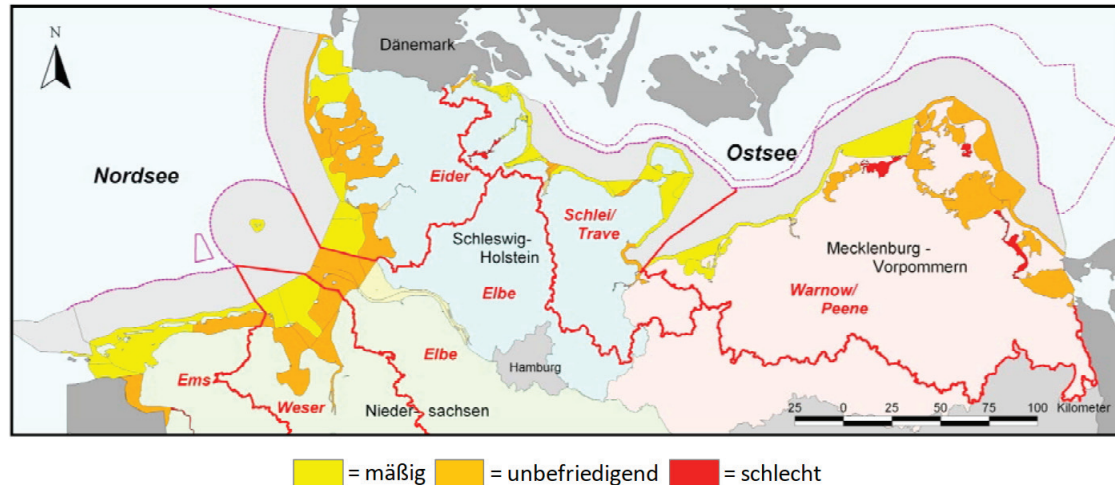 N
Dänemark
Nordsee
Ostsee
Eider
Schlei/
Trave
Schleswig-
Holstein
Elbe
Mecklenburg -
Vorpommern
Warnow/
Peene
Hamburg
Elbe
Ems
Weser
Nieder- sachsen
25 0 25 50 75 100 Kilometer
= mäßig = unbefriedigend = schlecht